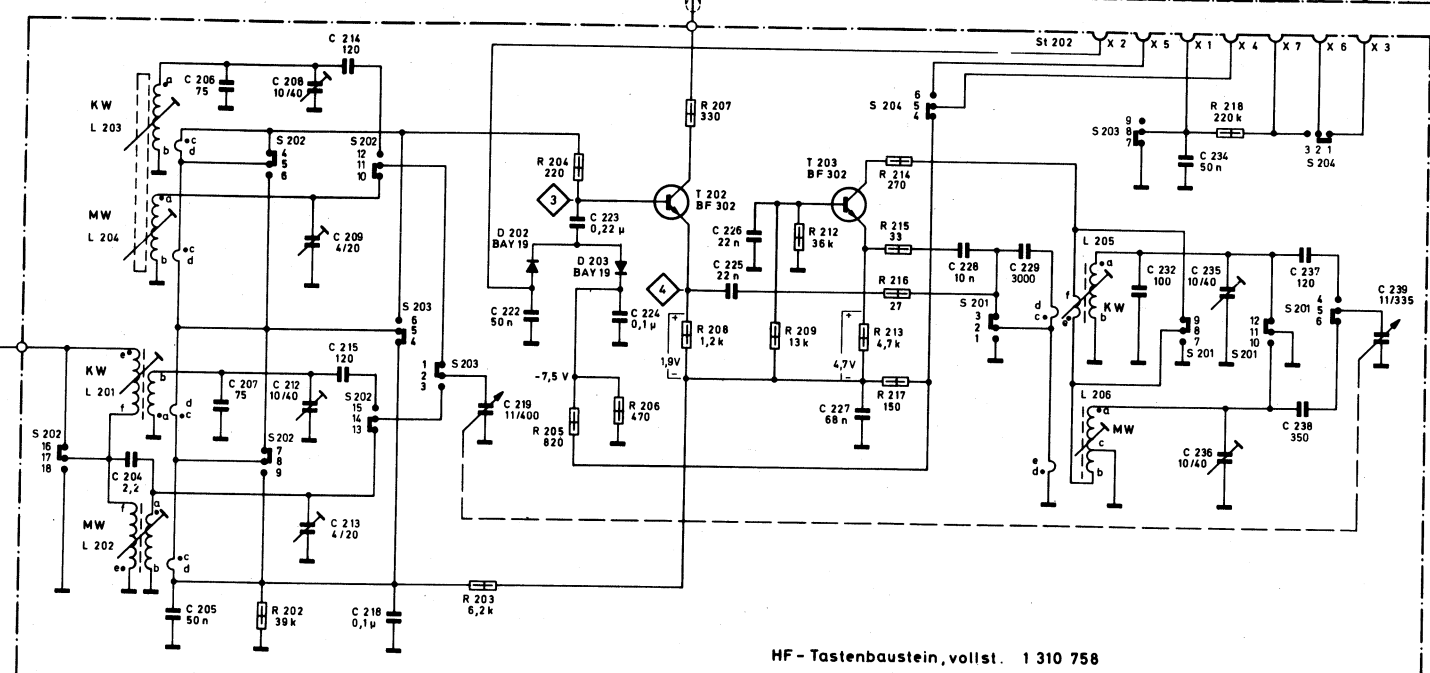 St 202
X 2
X 5
X 1
X 4
X 7
X 6
X 3
C 214
120
C 206
75
C 208
10/40
KW
L 203
a
b
c
d
S 202
4
5
6
S 202
12
11
10
MW
L 204
a
b
c
d
C 209
4/20
R 204
220
3
R 207
330
T 202
BF 302
C 223
0,22 µ
D 202
BAY 19
D 203
BAY 19
C 222
50 n
C 224
0,1 µ
4
C 225
22 n
C 226
22 n
T 203
BF 302
R 212
36 k
R 214
270
R 215
33
R 216
27
C 228
10 n
C 229
3000
S 204
6
5
4
S 203
9
8
7
R 218
220 k
C 234
50 n
3 2 1
S 204
S 203
6
5
4
R 208
1,2 k
1,9V
+
−
R 209
13 k
4,7V
+
−
R 213
4,7 k
R 217
150
C 227
68 n
S 201
3
2
1
d
c
L 205
a
KW
b
f
e
C 232
100
C 235
10/40
C 237
120
S 201
4
5
6
C 239
11/335
9
8
7
S 201
12
11
10
S 201
L 206
a
MW
c
b
e
d
C 236
10/40
C 238
350
KW
L 201
e
f
b
a
d
c
C 207
75
C 212
10/40
C 215
120
S 202
15
14
13
1
2
3
S 203
C 219
11/400
-7,5 V
R 205
820
R 206
470
S 202
16
17
18
C 204
2,2
S 202
7
8
9
MW
L 202
f
e
a
b
c
d
C 213
4/20
C 205
50 n
R 202
39 k
C 218
0,1 µ
R 203
6,2 k
HF - Tastenbaustein, vollst. 1 310 758